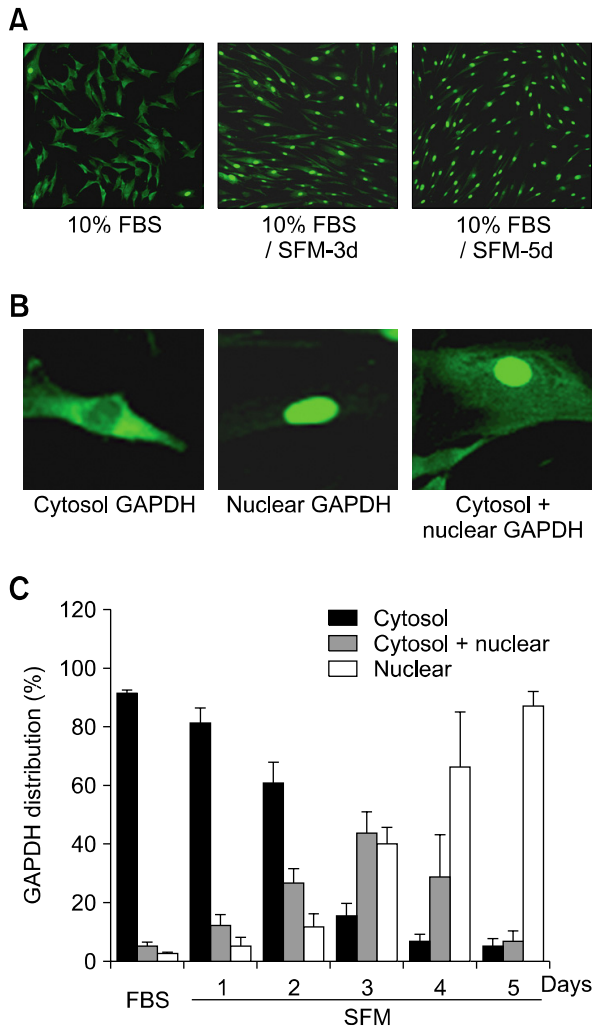 A
10% FBS
10% FBS
/ SFM-3d
10% FBS
/ SFM-5d
B
Cytosol GAPDH
Nuclear GAPDH
Cytosol +
nuclear GAPDH
C
GAPDH distribution (%)
120
100
80
60
40
20
0
Cytosol
Cytosol + nuclear
Nuclear
FBS
1 2 3 4 5 Days
SFM